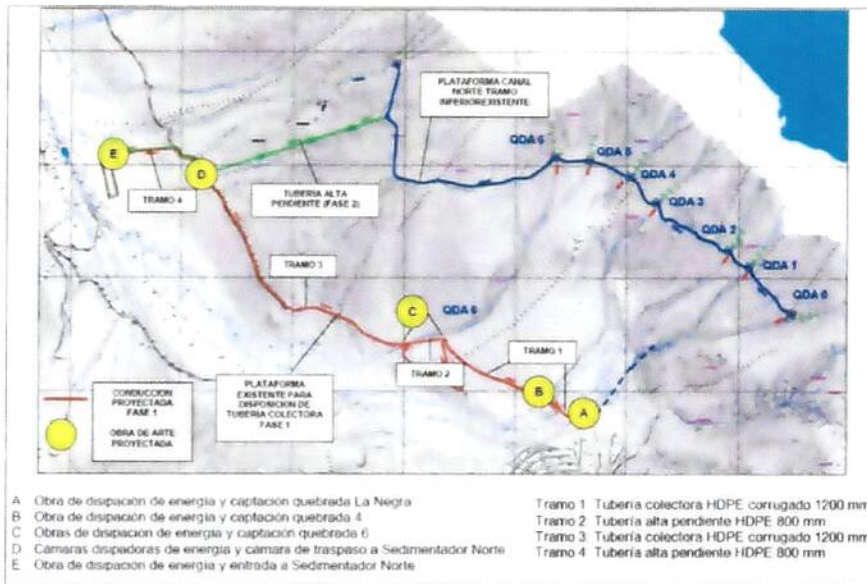 PLATAFORMA CANAL
NORTE TRAMO
INFERIOREXISTENTE
QDA 6
QDA 5
QDA 4
QDA 3
QDA 2
QDA 1
QDA 0
E
D
TRAMO 4
TUBERIA ALTA
PENDIENTE (FASE 2)
TRAMO 3
C
QDA 6
TRAMO 1
TRAMO 2
B
A
CONDUCCION
PROYECTADA
FASE 1
OBRA DE ARTE
PROYECTADA
PLATAFORMA
EXISTENTE PARA
DISPOSICION DE
TUBERIA COLECTORA
FASE 1
A Obra de disipación de energía y captación quebrada La Negra
B Obra de disipación de energía y captación quebrada 4
C Obras de disipación de energía y captación quebrada 6
D Cámaras disipadoras de energía y cámara de traspaso a Sedimentador Norte
E Obra de disipación de energía y entrada a Sedimentador Norte
Tramo 1 Tubería colectora HDPE corrugado 1200 mm
Tramo 2 Tubería alta pendiente HDPE 800 mm
Tramo 3 Tubería colectora HDPE corrugado 1200 mm
Tramo 4 Tubería alta pendiente HDPE 800 mm